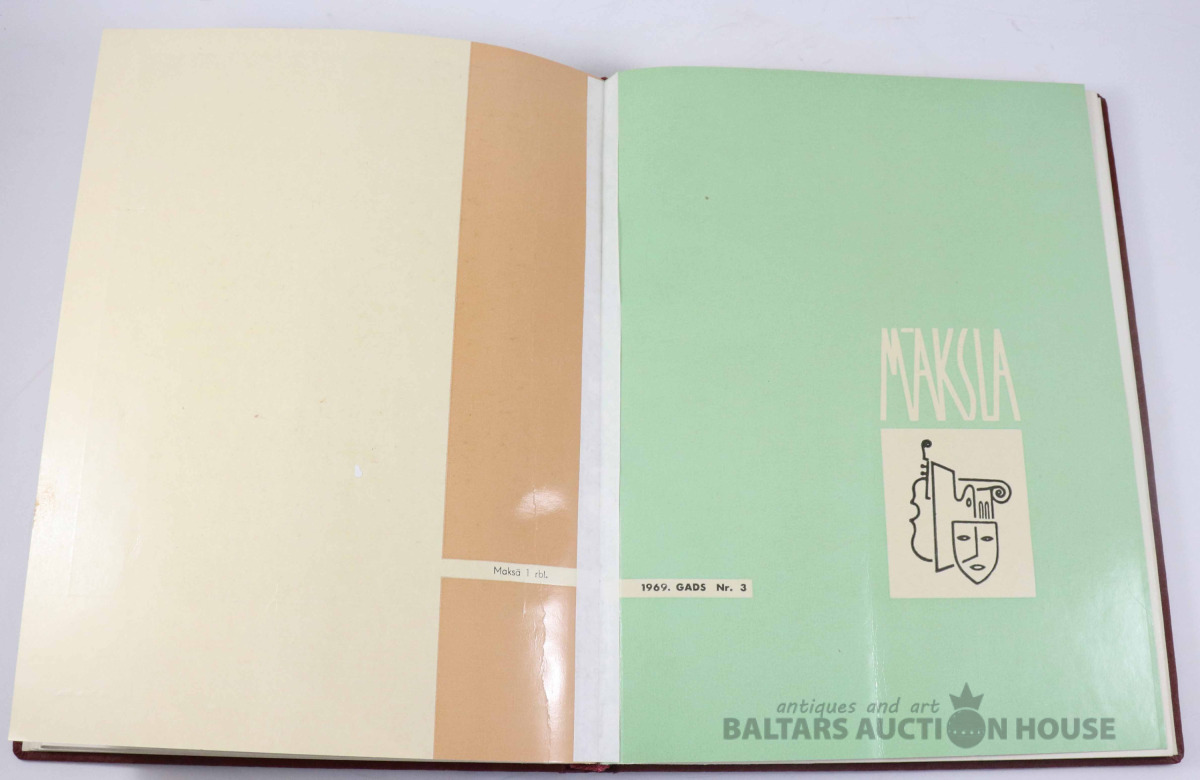 Maksā 1 rbl.
MĀKSLA
1969. GADS Nr. 3
antiques and art
BALTARS AUCTION HOUSE